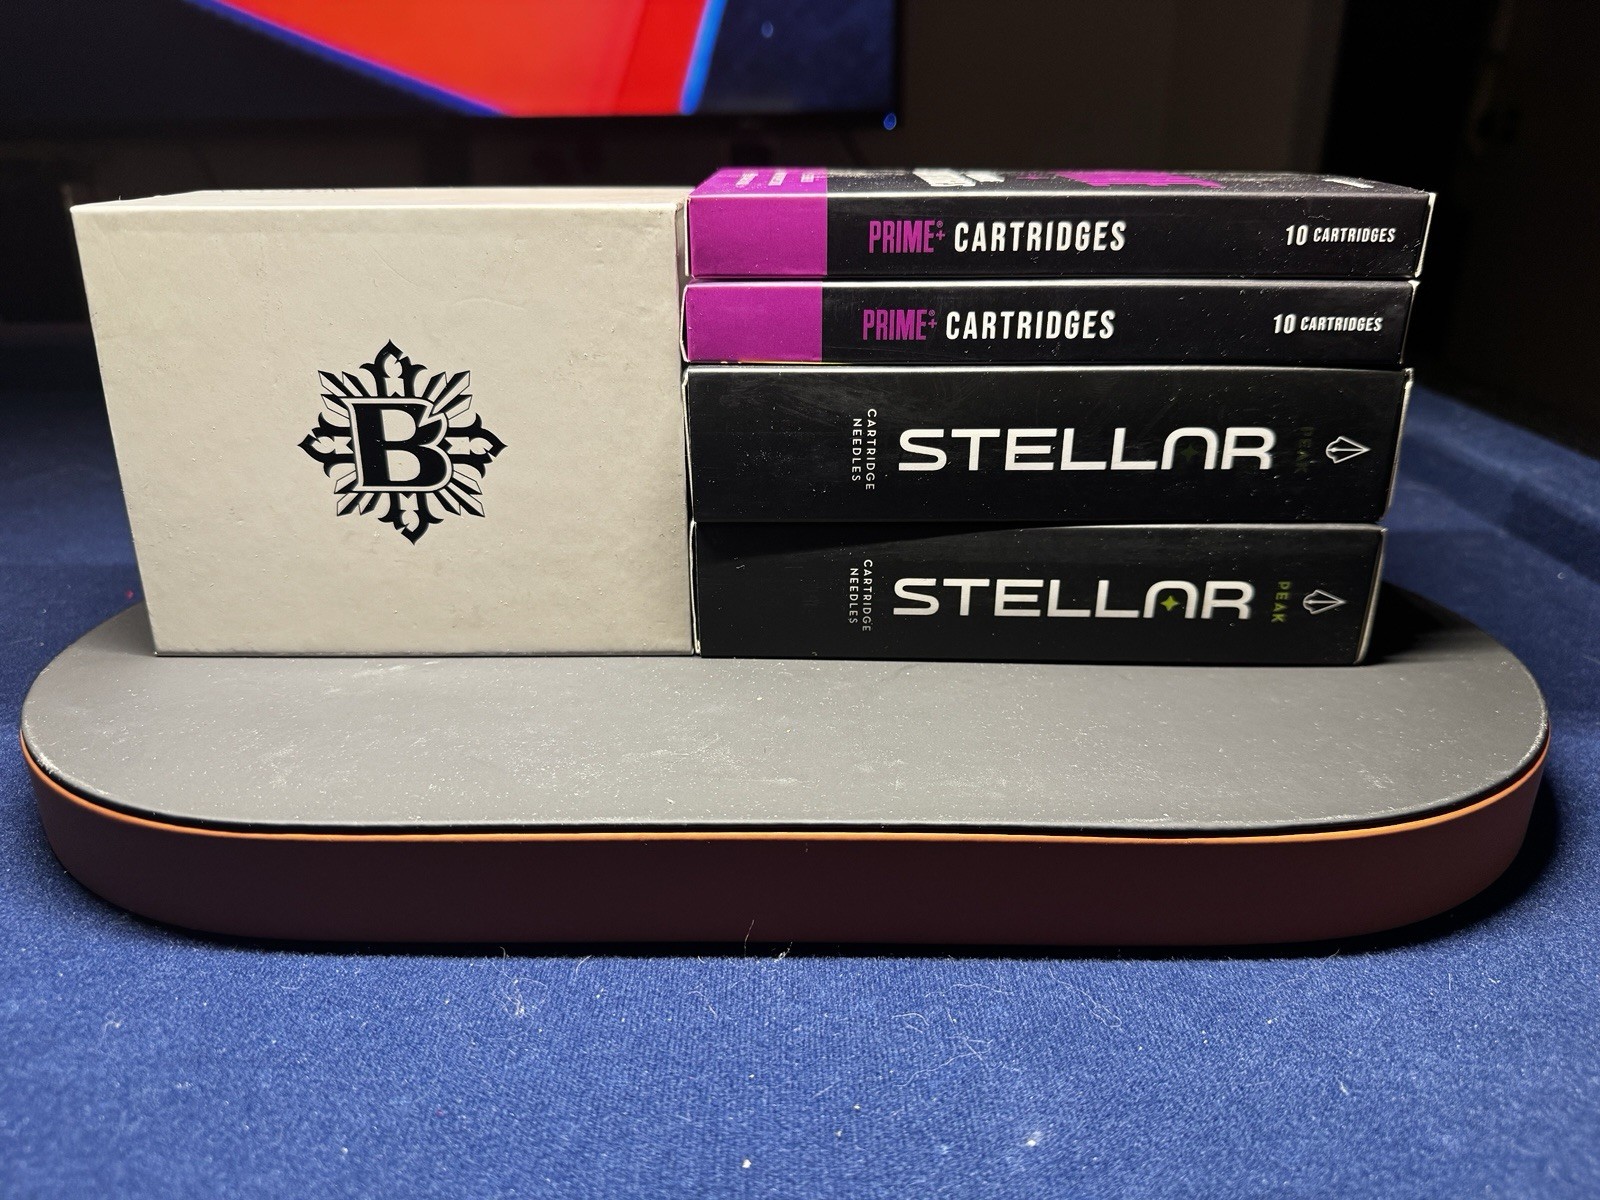 B
PRIME®+ CARTRIDGES 10 CARTRIDGES
PRIME®+ CARTRIDGES 10 CARTRIDGES
CARTRIDGE
NEEDLES
STELLAR PEAK
CARTRIDGE
NEEDLES
STELLAR PEAK